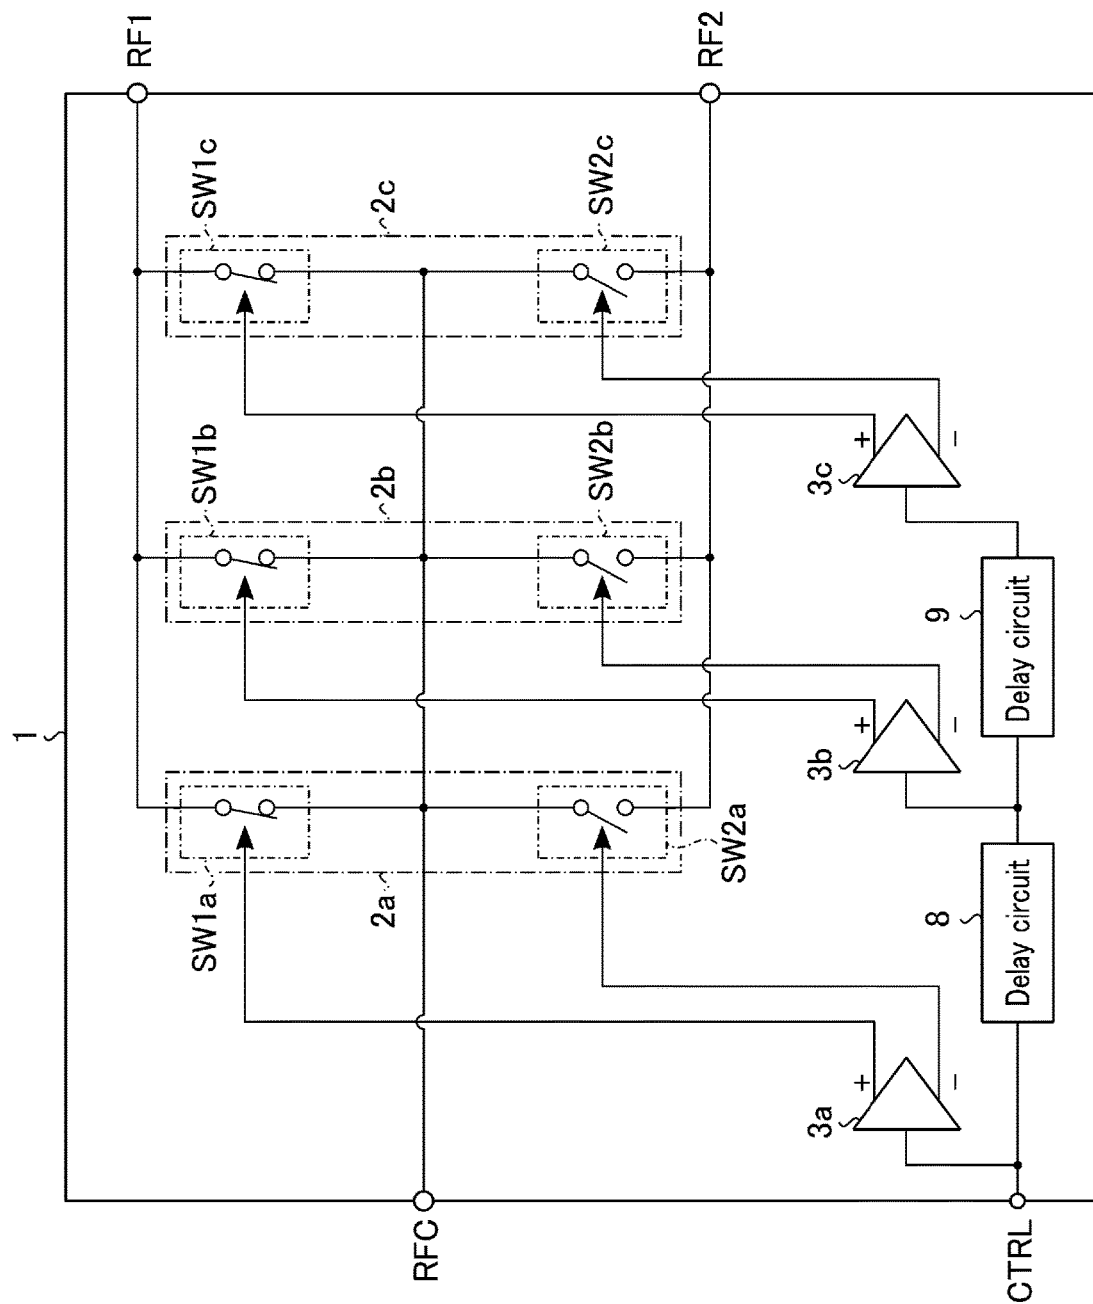 1
RF1
SW1a
SW1b
SW1c
2a
2b
2c
RFC
SW2a
SW2b
SW2c
RF2
+
3a
−
+
3b
−
+
3c
−
8
Delay circuit
9
Delay circuit
CTRL